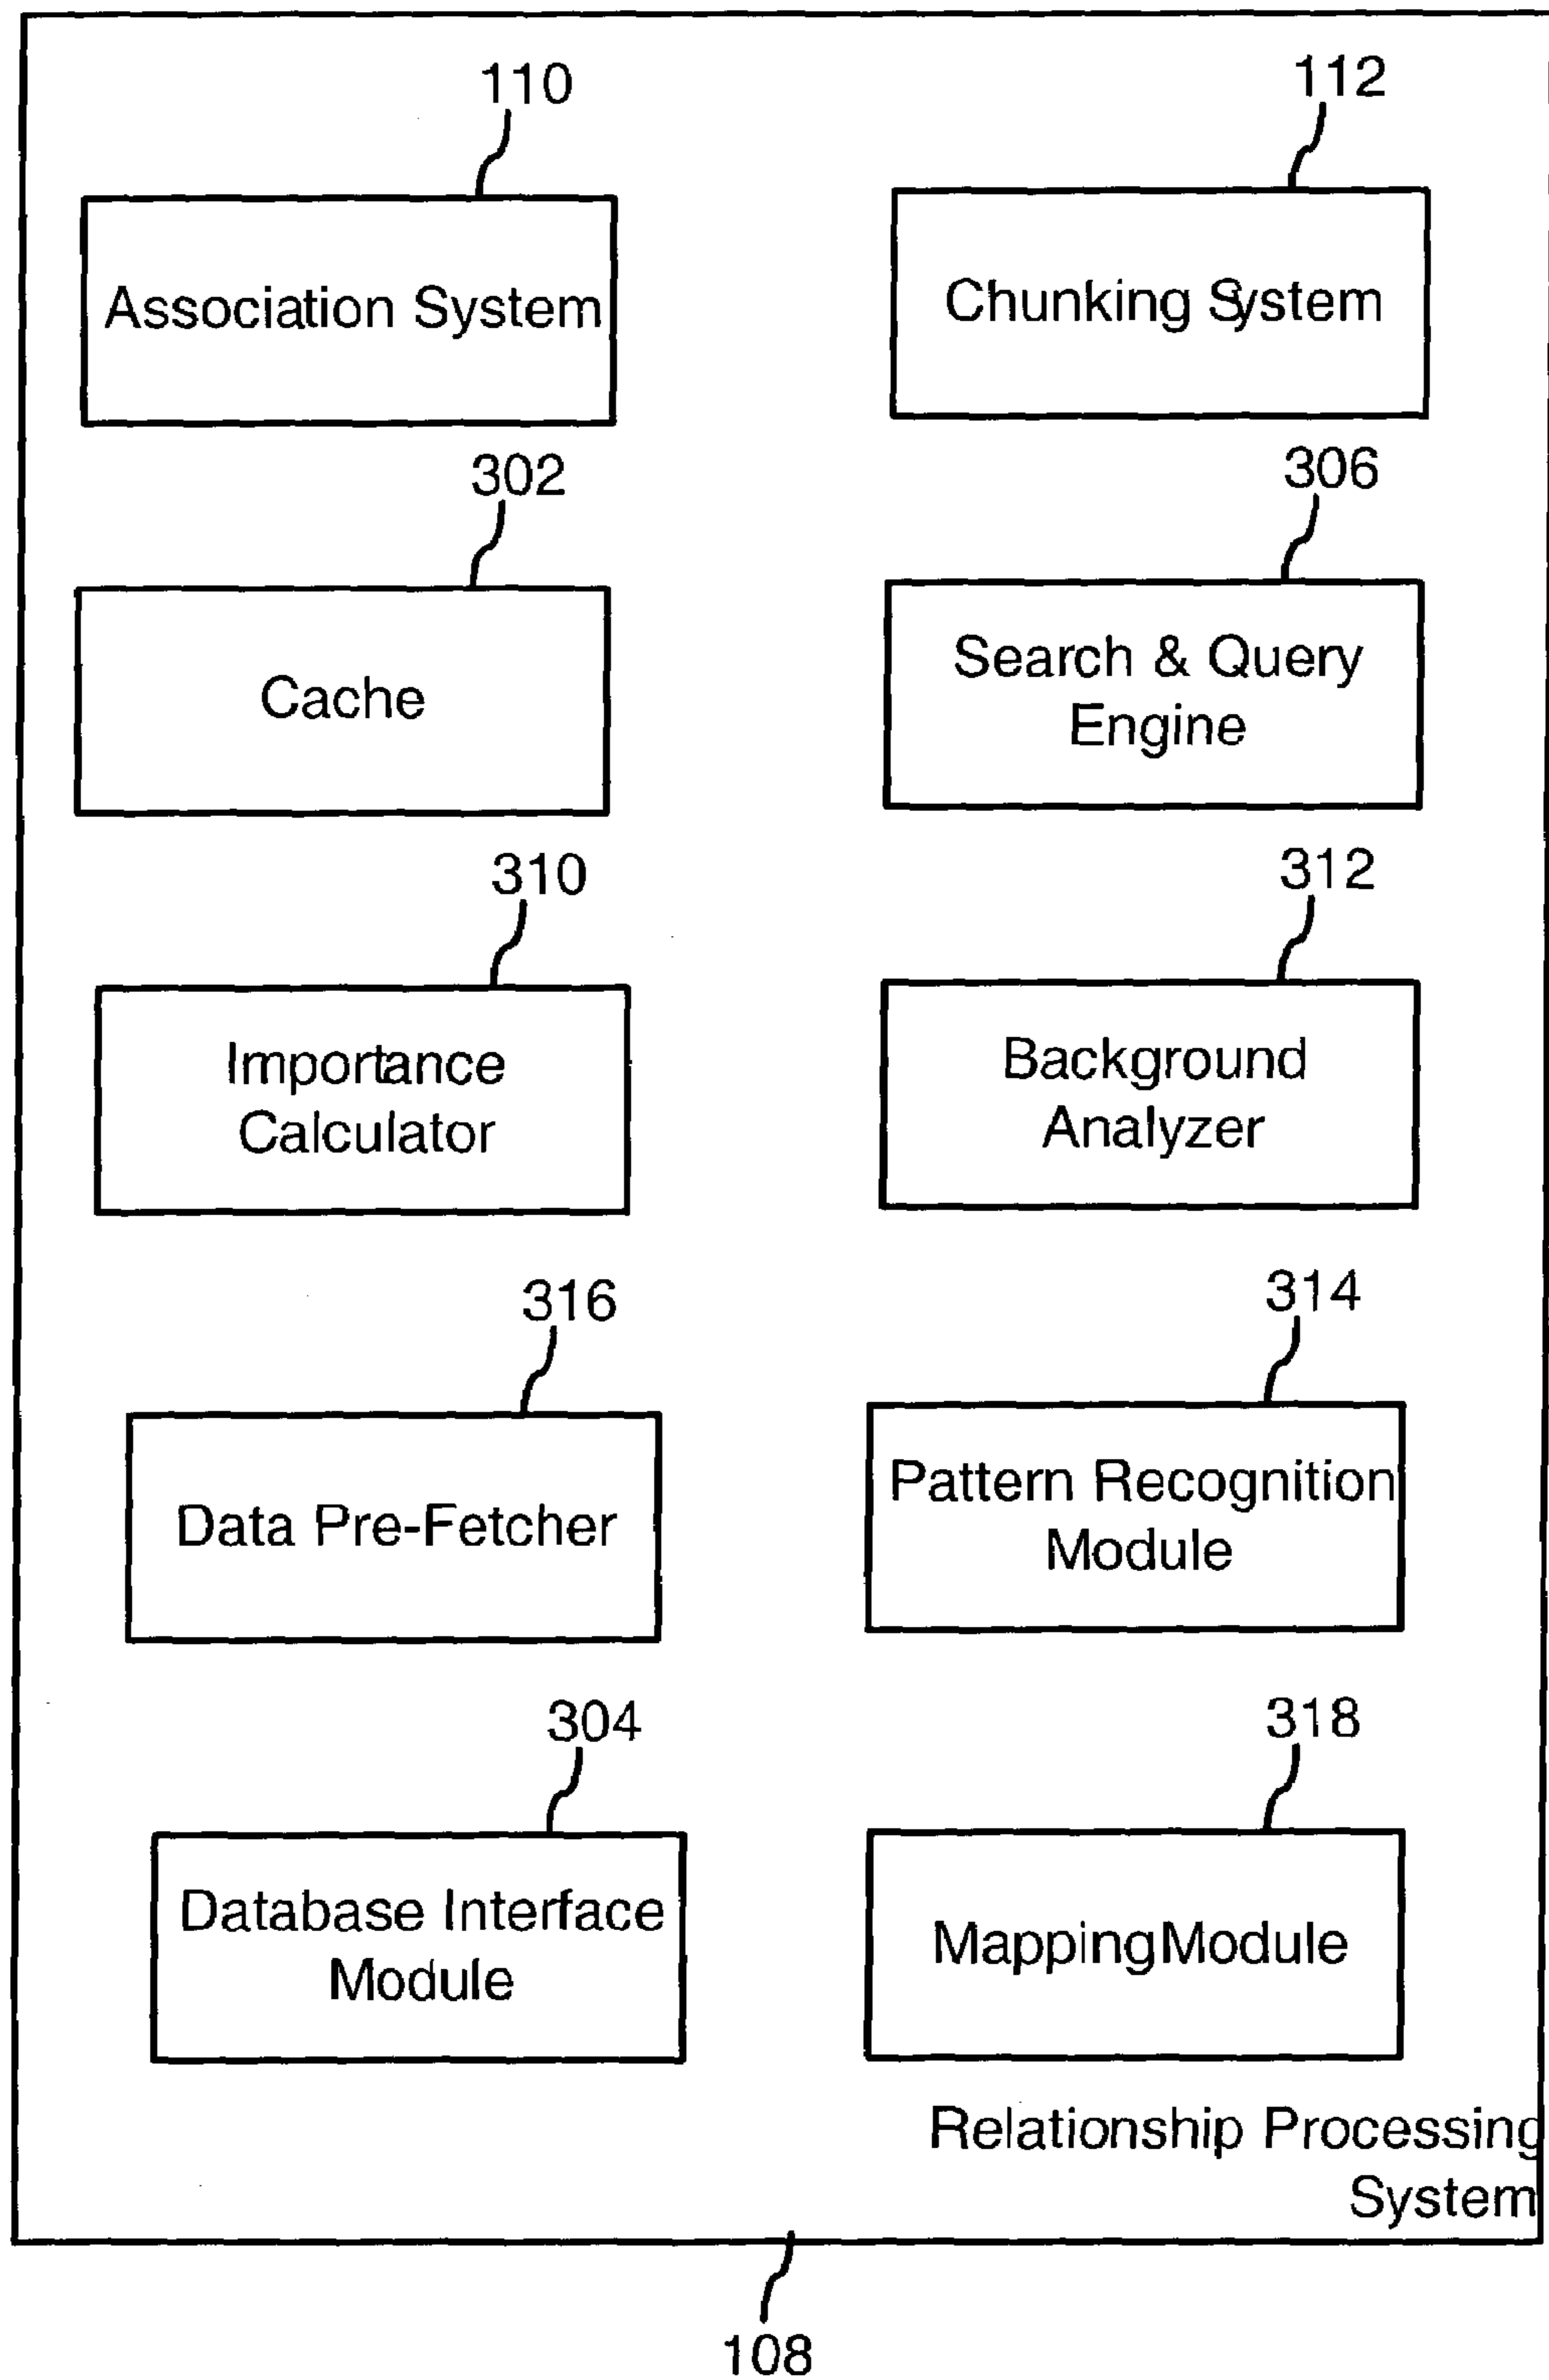 110
112
Association System
Chunking System
302
306
Cache
Search & Query
Engine
310
312
Importance
Calculator
Background
Analyzer
316
314
Data Pre-Fetcher
Pattern Recognition
Module
304
318
Database Interface
Module
MappingModule
Relationship Processing
System
108